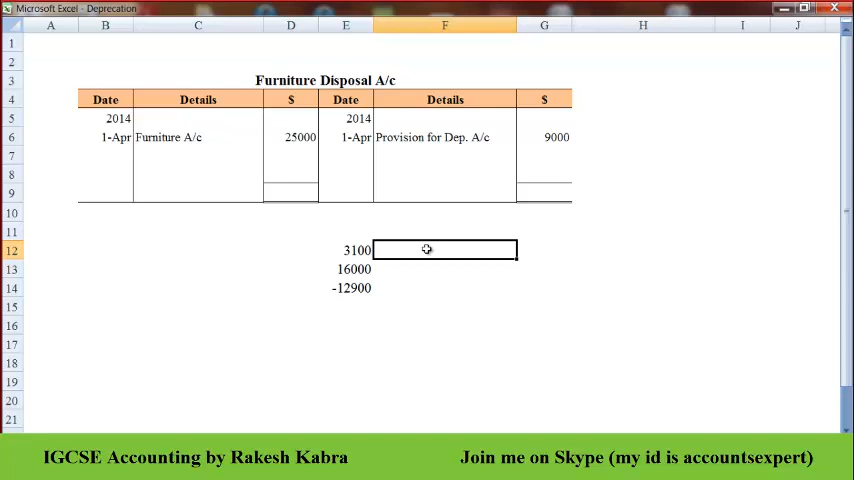 Microsoft Excel - Deprecation
A B C D E F G H I J
1
2
3 Furniture Disposal A/c
4 Date Details $ Date Details $
5 2014 2014
6 1-Apr Furniture A/c 25000 1-Apr Provision for Dep. A/c 9000
7
8
9
10
11
12 3100
13 16000
14 -12900
15
16
17
18
19
20
21
IGCSE Accounting by Rakesh Kabra Join me on Skype (my id is accountsexpert)